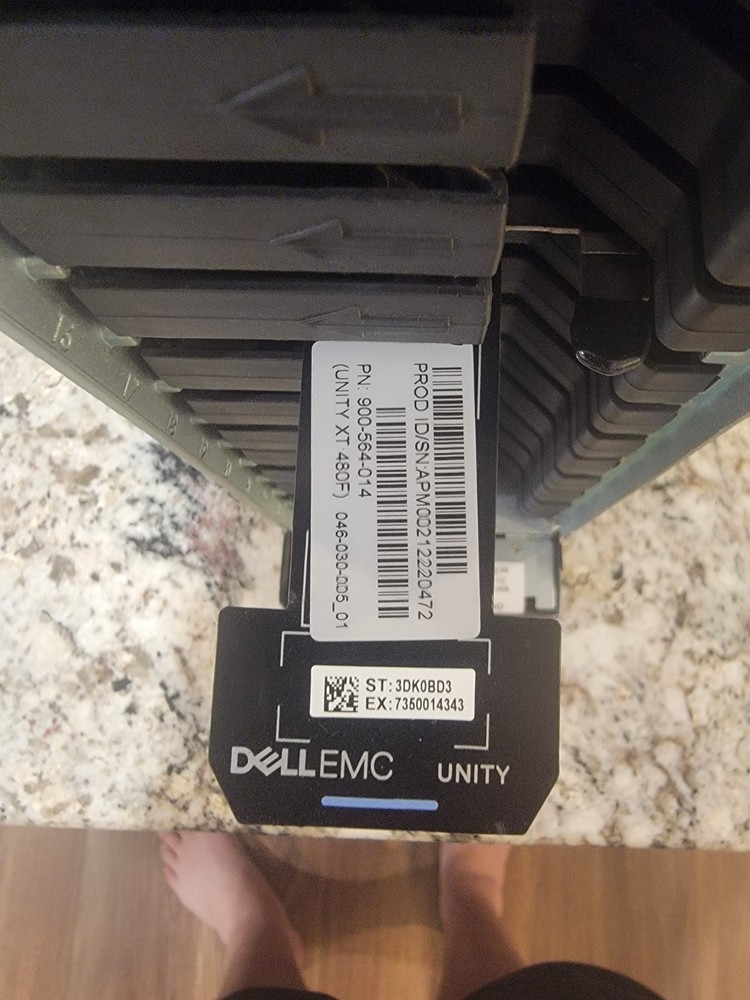 PROD ID/SN:APM00212220472
PN: 900-564-014
(UNITY XT 480F) 046-030-005_01
ST:3DK0BD3
EX:7350014343
DELLEMC UNITY